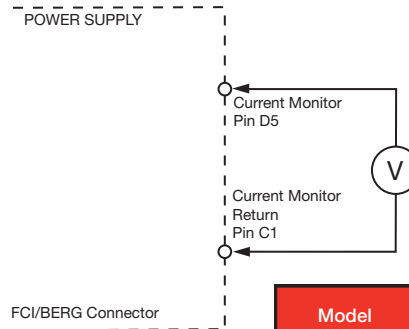 POWER SUPPLY
Current Monitor
Pin D5
V
Current Monitor
Return
Pin C1
FCI/BERG Connector
Model